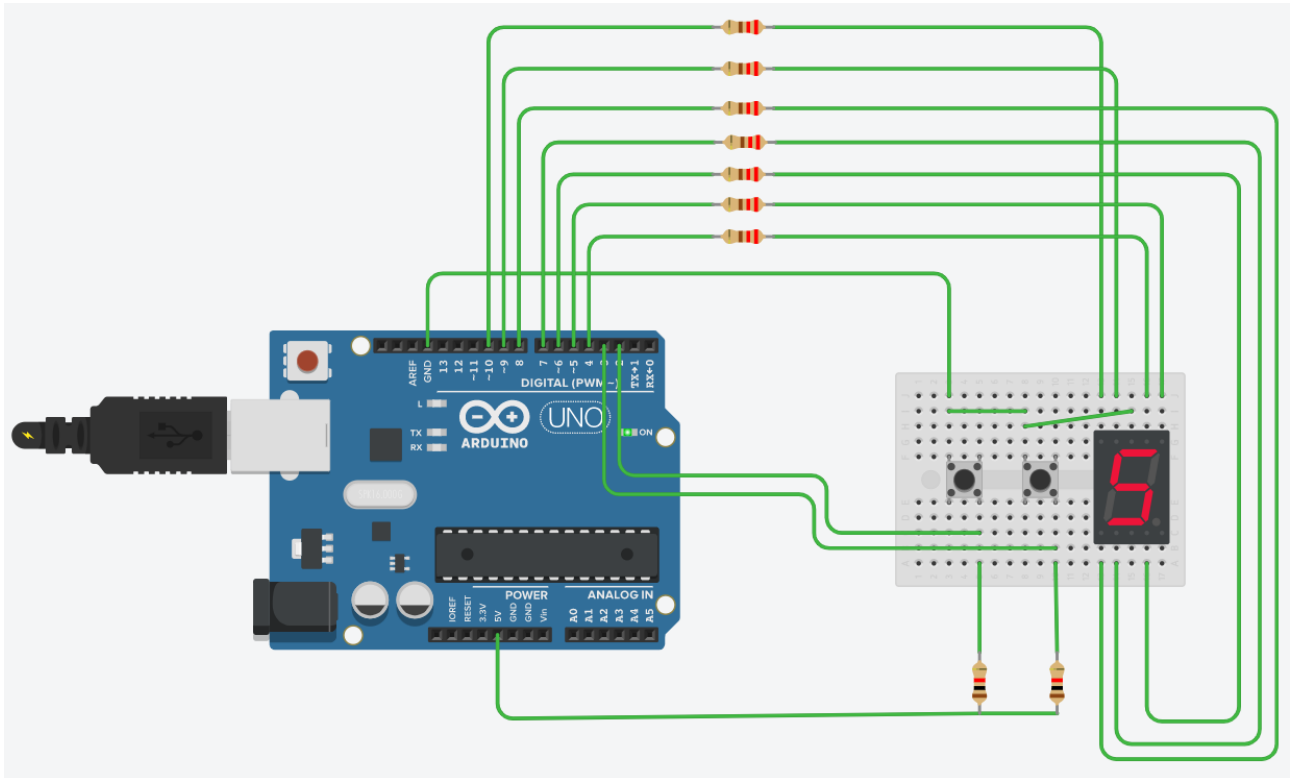 AREF
GND
13
12
~11
~10
~9
8
7
~6
~5
4
2
TX→1
RX←0
DIGITAL (PWM~)
L
TX
RX
ARDUINO
UNO
ON
POWER
ANALOG IN
IOREF
RESET
3.3V
5V
GND
GND
Vin
A0
A1
A2
A3
A4
A5
5